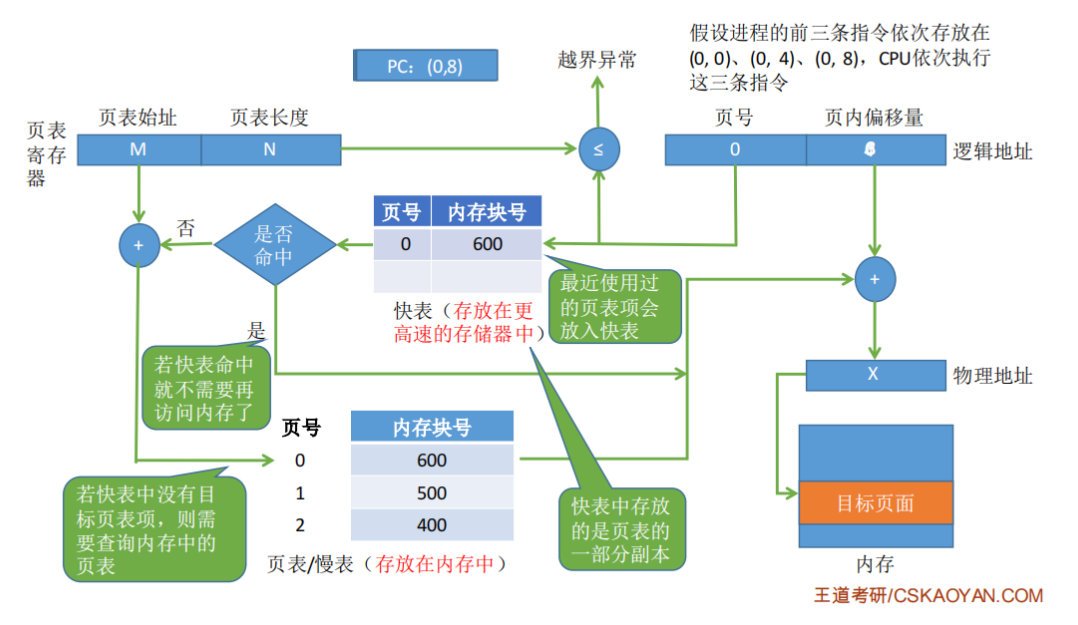 假设进程的前三条指令依次存放在
(0, 0)、(0, 4)、(0, 8)，CPU依次执行
这三条指令
PC：(0,8)
越界异常
页表始址
页表长度
页号
页内偏移量
页表
寄存
器
M
N
≤
0
逻辑地址
页号
内存块号
0
600
是否
命中
否
+
+
最近使用过
的页表项会
放入快表
快表（存放在更
高速的存储器中）
是
若快表命中
就不需要再
访问内存了
X
物理地址
页号
内存块号
0
600
1
500
2
400
若快表中没有目
标页表项，则需
要查询内存中的
页表
快表中存放
的是页表的
一部分副本
目标页面
页表/慢表（存放在内存中）
内存
王道考研/CSKAOYAN.COM